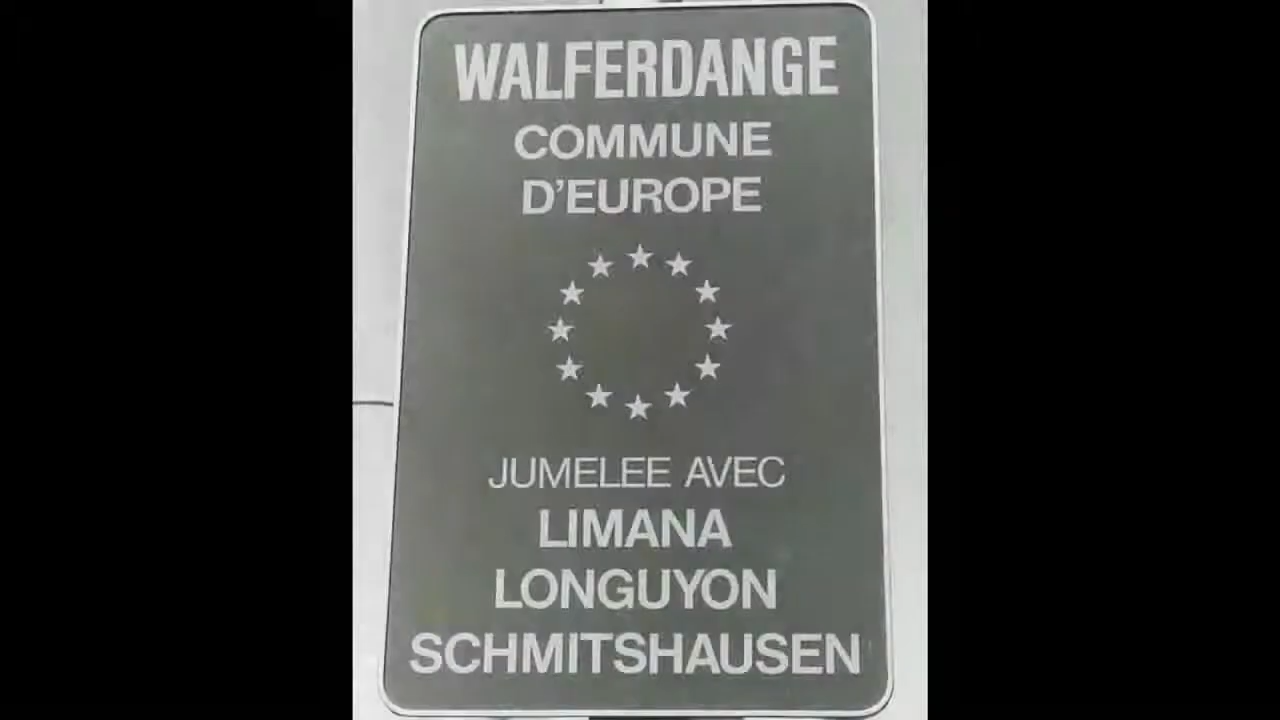 WALFERDANGE
COMMUNE
D'EUROPE
JUMELEE AVEC
LIMANA
LONGUYON
SCHMITSHAUSEN